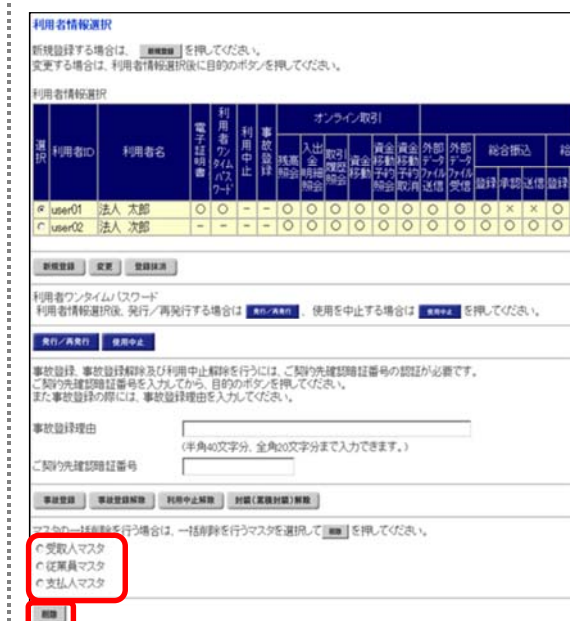 利用者情報選択
新規登録する場合は、 新規登録 を押してください。
変更する場合は、利用者情報選択後に目的のボタンを押してください。
利用者情報選択
選択 利用者ID 利用者名 電子証明書 利用者ワンタイムパスワード 利用中止 事故登録 オンライン取引
残高照会 入出金明細照会 取引履歴照会 資金移動 資金移動予約照会 資金移動予約取消 外部データファイル送信 外部データファイル受信 総合振込 給
登録 承認 送信 登録
user01 法人 太郎 ○ ○ - - ○ ○ ○ ○ ○ ○ ○ ○ ○ × × ○
user02 法人 次郎 - - - - ○ ○ ○ ○ ○ ○ ○ ○ ○ ○ ○ ○
新規登録 変更 登録抹消
利用者ワンタイムパスワード
利用者情報選択後、発行/再発行する場合は 発行/再発行 、使用を中止する場合は 使用中止 を押してください。
発行/再発行 使用中止
事故登録、事故登録解除及び利用中止解除を行うには、ご契約先確認暗証番号の認証が必要です。
ご契約先確認暗証番号を入力してから、目的のボタンを押してください。
また事故登録の際には、事故登録理由を入力してください。
事故登録理由
(半角40文字分、全角20文字分まで入力できます。)
ご契約先確認暗証番号
事故登録 事故登録解除 利用中止解除 封鎖(累積封鎖)解除
マスタの一括削除を行う場合は、一括削除を行うマスタを選択して 削除 を押してください。
受取人マスタ
従業員マスタ
支払人マスタ
削除